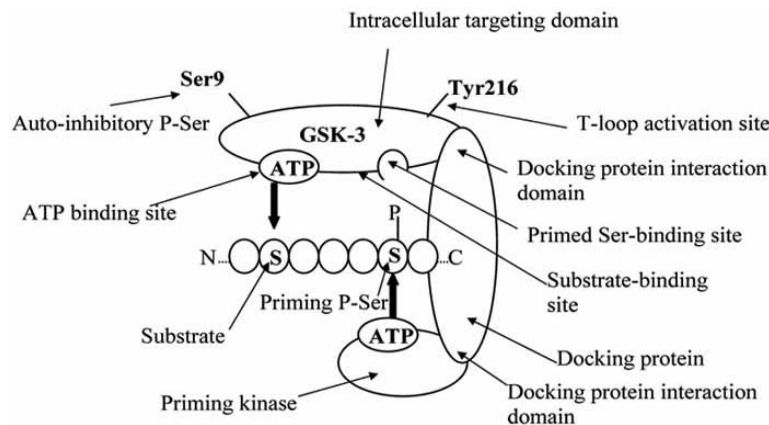 Intracellular targeting domain
Ser9
Tyr216
Auto-inhibitory P-Ser
GSK-3
T-loop activation site
ATP
Docking protein interaction
domain
ATP binding site
P
Primed Ser-binding site
N...
S
S
...C
Substrate-binding
site
Priming P-Ser
Substrate
ATP
Docking protein
Priming kinase
Docking protein interaction
domain